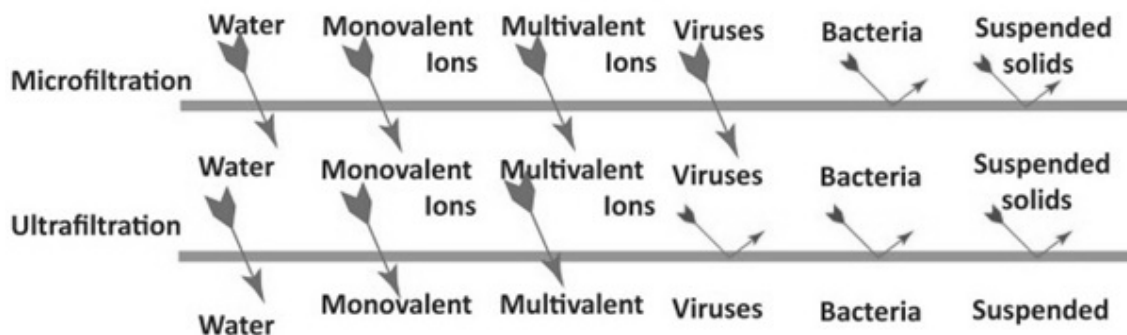 Water Monovalent Ions Multivalent Ions Viruses Bacteria Suspended solids
Microfiltration
Water Monovalent Ions Multivalent Ions Viruses Bacteria Suspended solids
Ultrafiltration
Water Monovalent Multivalent Viruses Bacteria Suspended